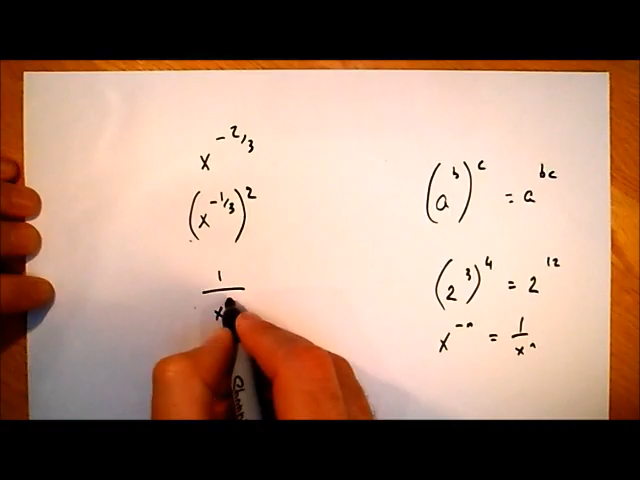 x^{-2/3}
(x^{-1/3})^2
1
x
(a^b)^c = a^{bc}
(2^3)^4 = 2^{12}
x^{-n} = 1/x^n